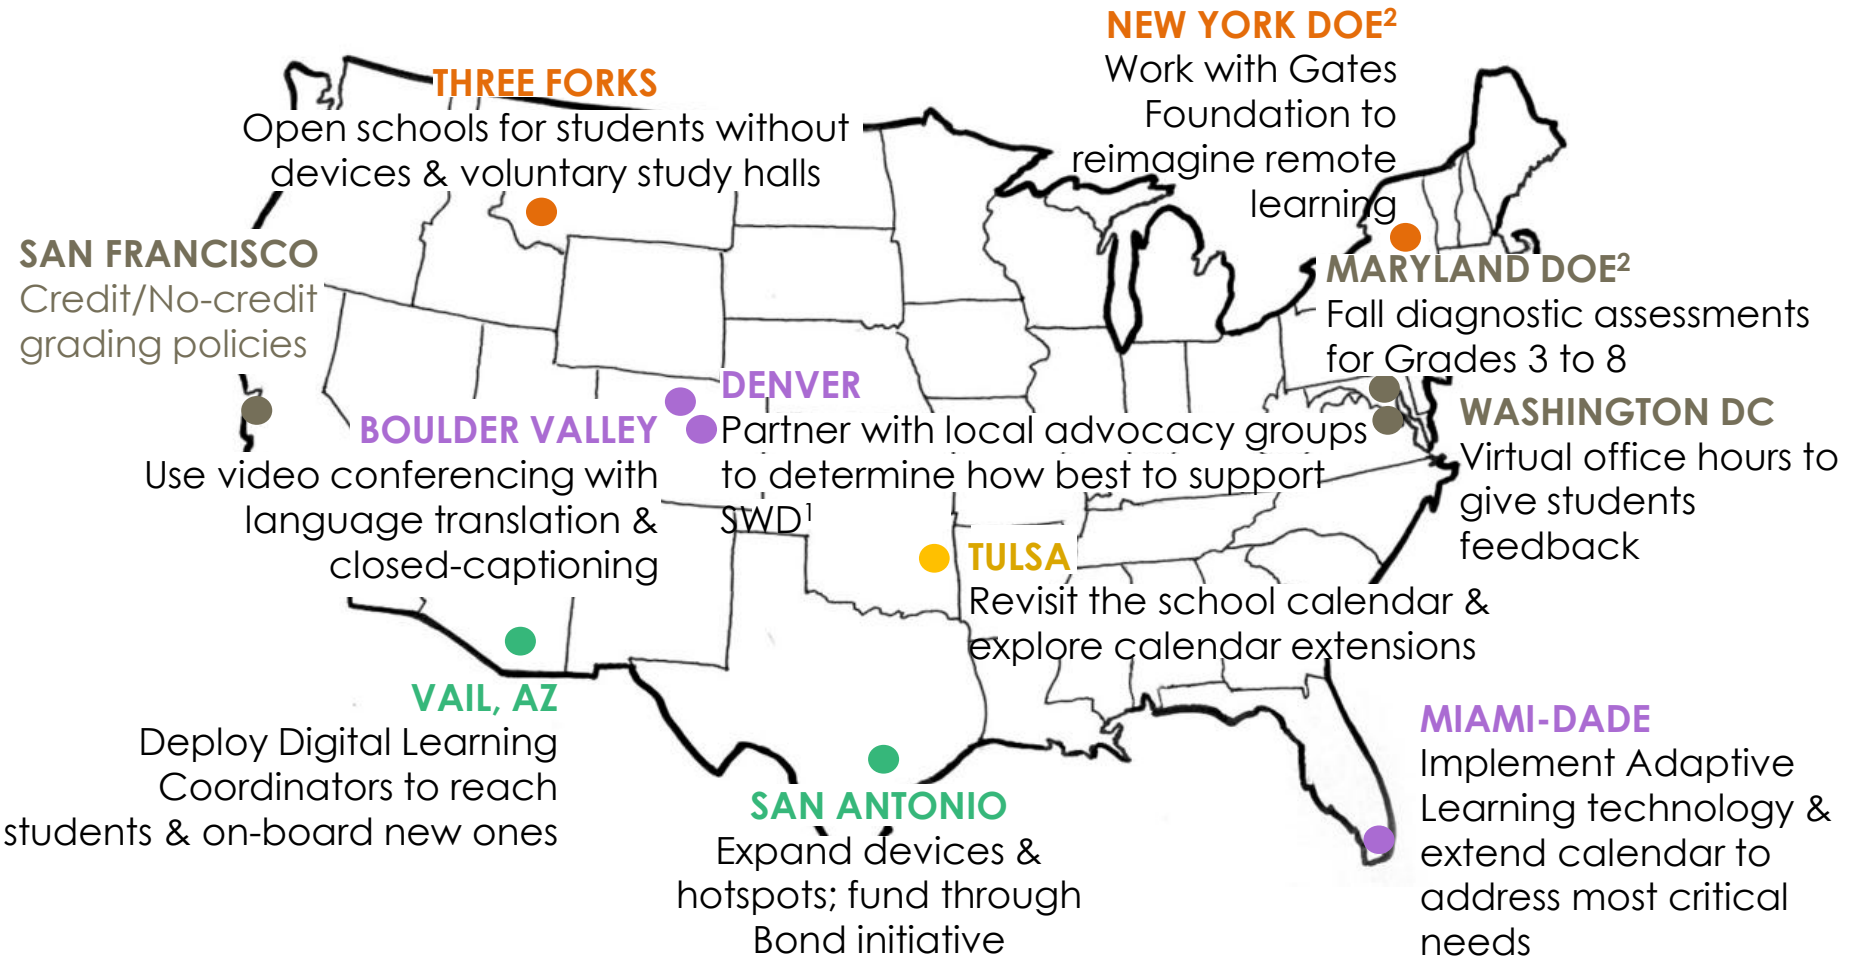 NEW YORK DOE²
Work with Gates
Foundation to
reimagine remote
learning
THREE FORKS
Open schools for students without
devices & voluntary study halls
SAN FRANCISCO
Credit/No-credit
grading policies
MARYLAND DOE²
Fall diagnostic assessments
for Grades 3 to 8
DENVER
Partner with local advocacy groups
to determine how best to support
SWD¹
BOULDER VALLEY
Use video conferencing with
language translation &
closed-captioning
WASHINGTON DC
Virtual office hours to
give students
feedback
TULSA
Revisit the school calendar &
explore calendar extensions
VAIL, AZ
Deploy Digital Learning
Coordinators to reach
students & on-board new ones
SAN ANTONIO
Expand devices &
hotspots; fund through
Bond initiative
MIAMI-DADE
Implement Adaptive
Learning technology &
extend calendar to
address most critical
needs